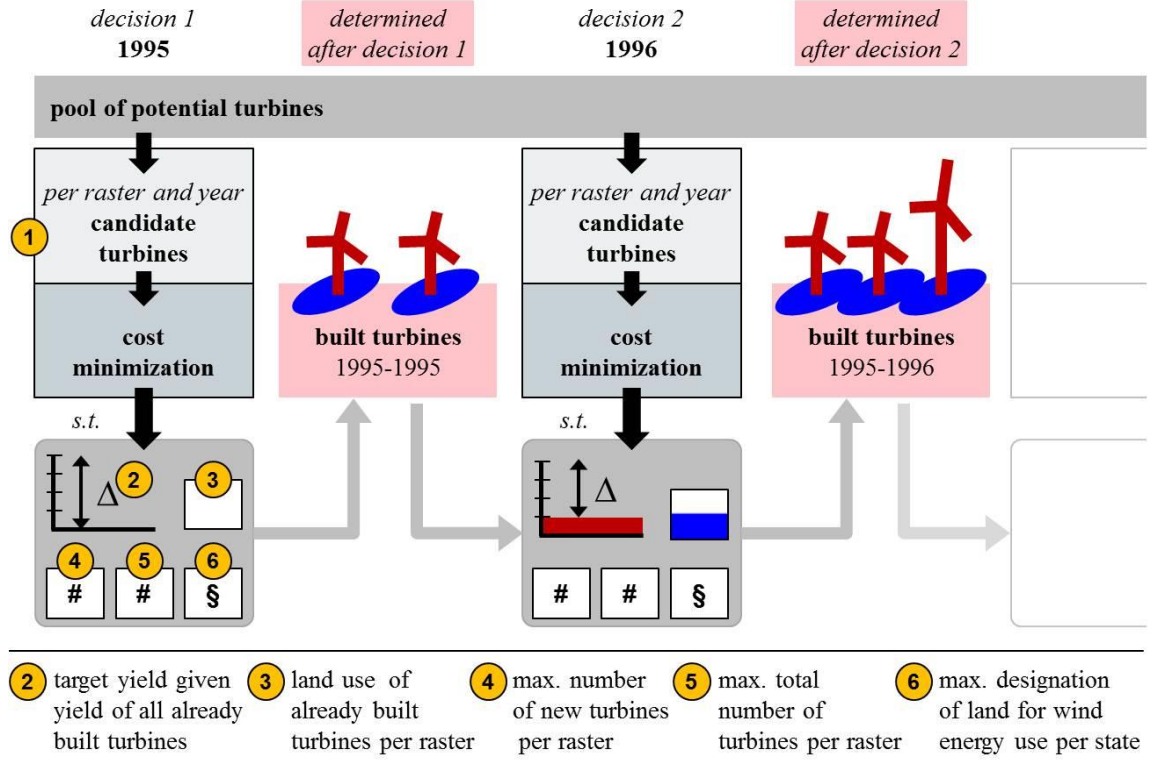 decision 1
1995
determined
after decision 1
decision 2
1996
determined
after decision 2
pool of potential turbines
per raster and year
candidate
turbines
1
cost
minimization
s.t.
built turbines
1995-1995
per raster and year
candidate
turbines
cost
minimization
s.t.
built turbines
1995-1996
Δ
2
3
4
5
6
#
#
§
Δ
#
#
§
2 target yield given
yield of all already
built turbines
3 land use of
already built
turbines per raster
4 max. number
of new turbines
per raster
5 max. total
number of
turbines per raster
6 max. designation
of land for wind
energy use per state